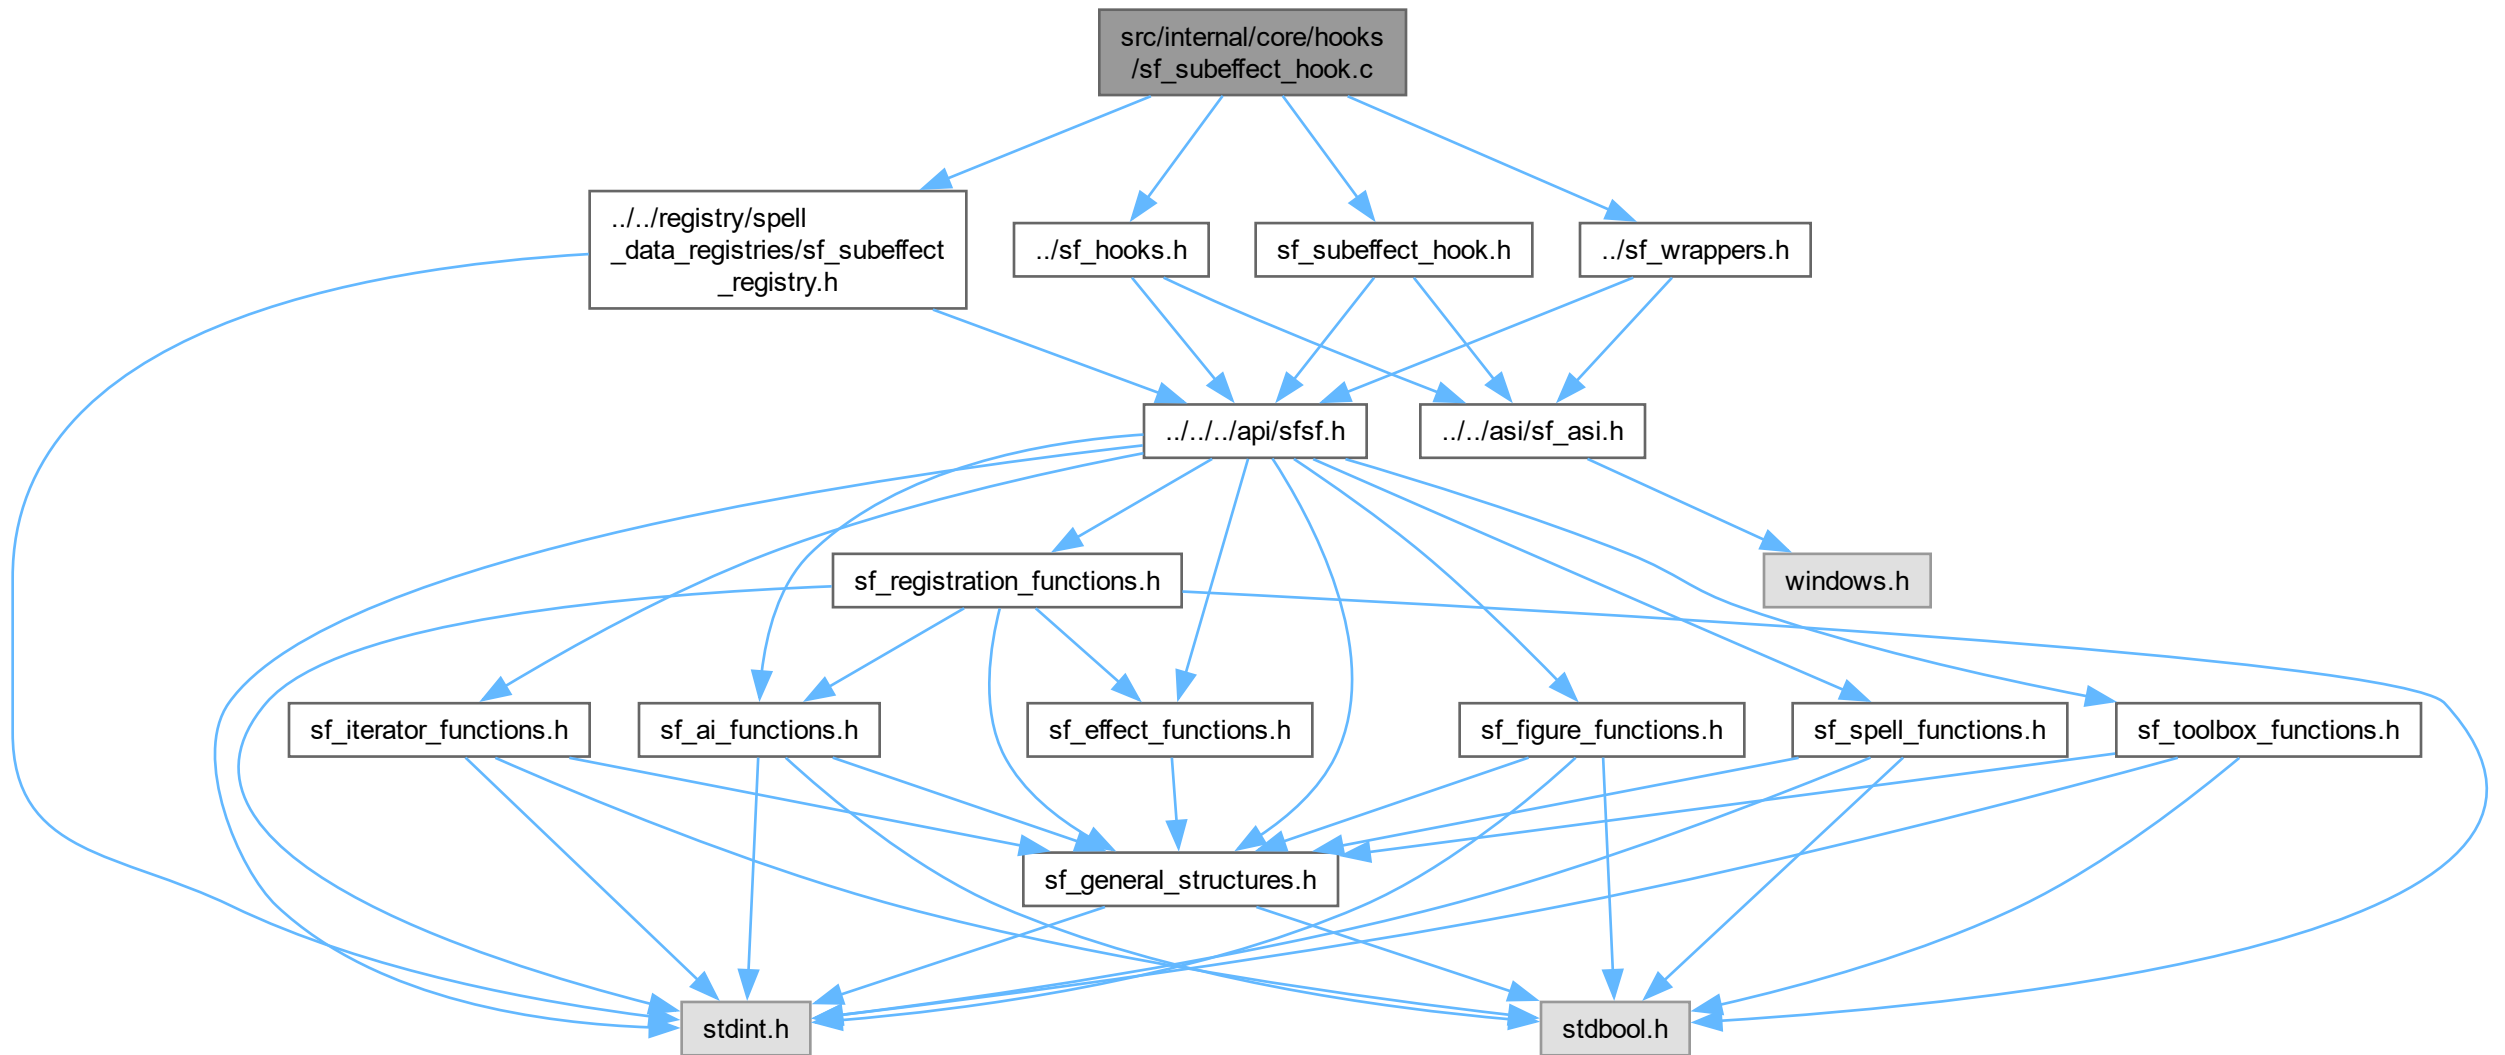 src/internal/core/hooks
/sf_subeffect_hook.c
../../registry/spell
_data_registries/sf_subeffect
_registry.h
../sf_hooks.h
sf_subeffect_hook.h
../sf_wrappers.h
../../../api/sfsf.h
../../asi/sf_asi.h
sf_registration_functions.h
windows.h
sf_iterator_functions.h
sf_ai_functions.h
sf_effect_functions.h
sf_figure_functions.h
sf_spell_functions.h
sf_toolbox_functions.h
sf_general_structures.h
stdint.h
stdbool.h